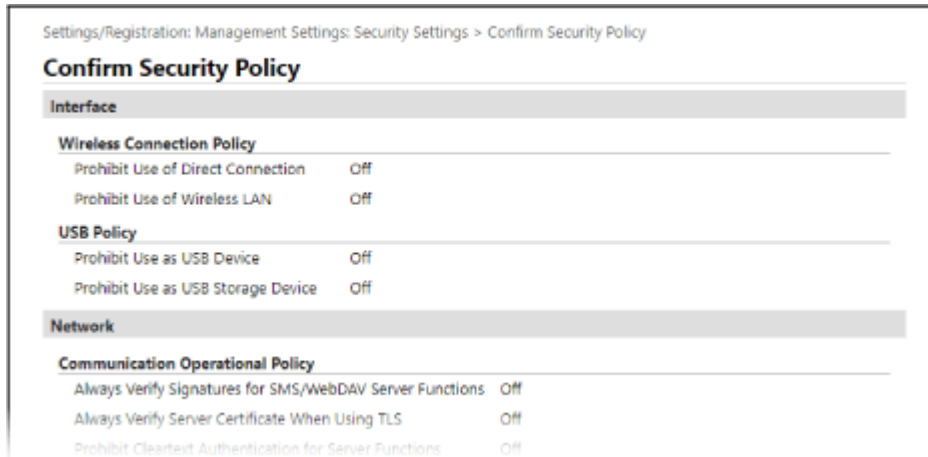 Settings/Registration: Management Settings: Security Settings > Confirm Security Policy
Confirm Security Policy
Interface
Wireless Connection Policy
Prohibit Use of Direct Connection Off
Prohibit Use of Wireless LAN Off
USB Policy
Prohibit Use as USB Device Off
Prohibit Use as USB Storage Device Off
Network
Communication Operational Policy
Always Verify Signatures for SMS/WebDAV Server Functions Off
Always Verify Server Certificate When Using TLS Off
Prohibit Cleartext Authentication for Server Functions Off